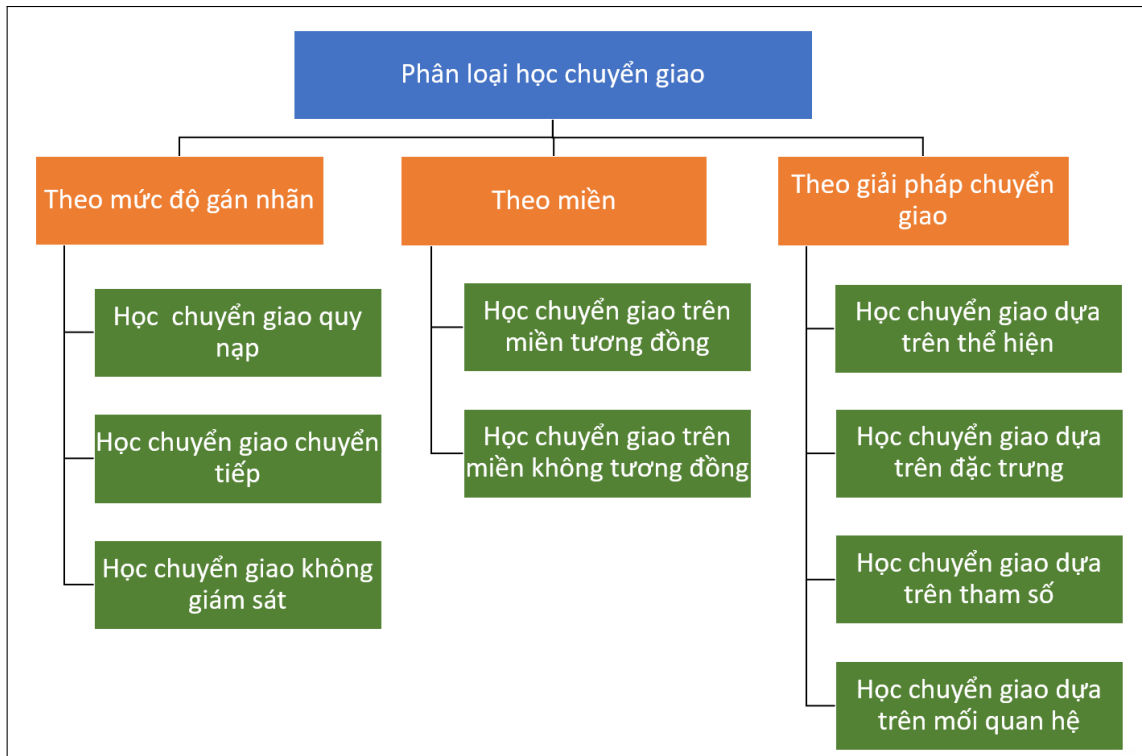 Phân loại học chuyển giao
Theo mức độ gán nhãn
Học  chuyển giao quy
nạp
Học chuyển giao chuyển
tiếp
Học chuyển giao không
giám sát
Theo miền
Học chuyển giao trên
miền tương đồng
Học chuyển giao trên
miền không tương đồng
Theo giải pháp chuyển
giao
Học chuyển giao dựa
trên thể hiện
Học chuyển giao dựa
trên đặc trưng
Học chuyển giao dựa
trên tham số
Học chuyển giao dựa
trên mối quan hệ